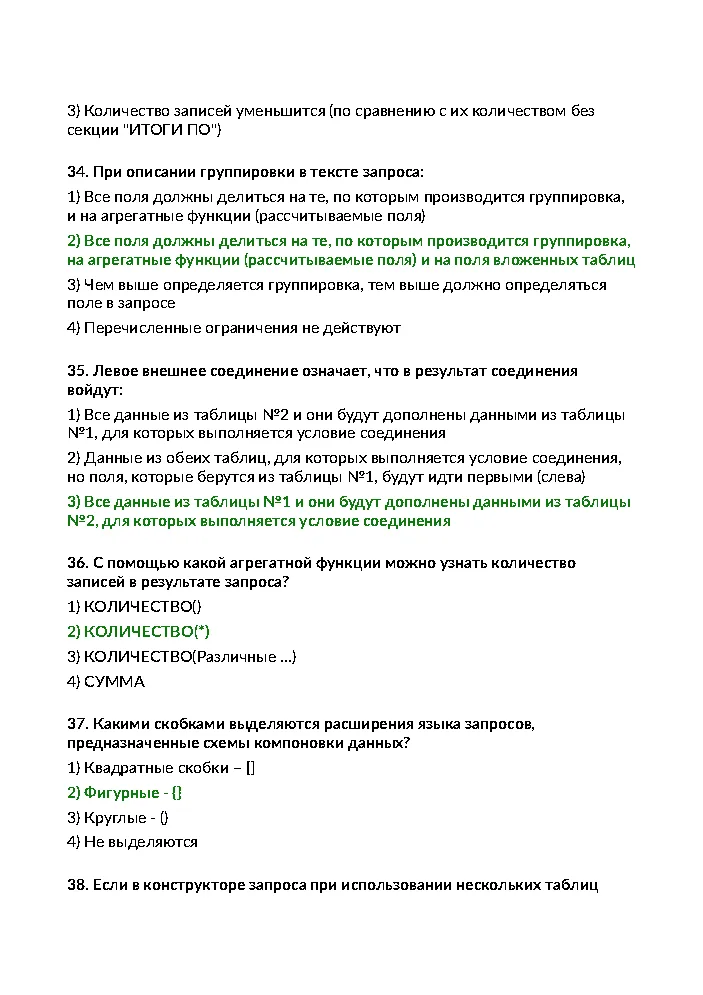 3) Количество записей уменьшится (по сравнению с их количеством без
секции "ИТОГИ ПО")
34. При описании группировки в тексте запроса:
1) Все поля должны делиться на те, по которым производится группировка,
и на агрегатные функции (рассчитываемые поля)
2) Все поля должны делиться на те, по которым производится группировка,
на агрегатные функции (рассчитываемые поля) и на поля вложенных таблиц
3) Чем выше определяется группировка, тем выше должно определяться
поле в запросе
4) Перечисленные ограничения не действуют
35. Левое внешнее соединение означает, что в результат соединения
войдут:
1) Все данные из таблицы №2 и они будут дополнены данными из таблицы
№1, для которых выполняется условие соединения
2) Данные из обеих таблиц, для которых выполняется условие соединения,
но поля, которые берутся из таблицы №1, будут идти первыми (слева)
3) Все данные из таблицы №1 и они будут дополнены данными из таблицы
№2, для которых выполняется условие соединения
36. С помощью какой агрегатной функции можно узнать количество
записей в результате запроса?
1) КОЛИЧЕСТВО()
2) КОЛИЧЕСТВО(*)
3) КОЛИЧЕСТВО(Различные ...)
4) СУММА
37. Какими скобками выделяются расширения языка запросов,
предназначенные схемы компоновки данных?
1) Квадратные скобки – []
2) Фигурные - {}
3) Круглые - ()
4) Не выделяются
38. Если в конструкторе запроса при использовании нескольких таблиц